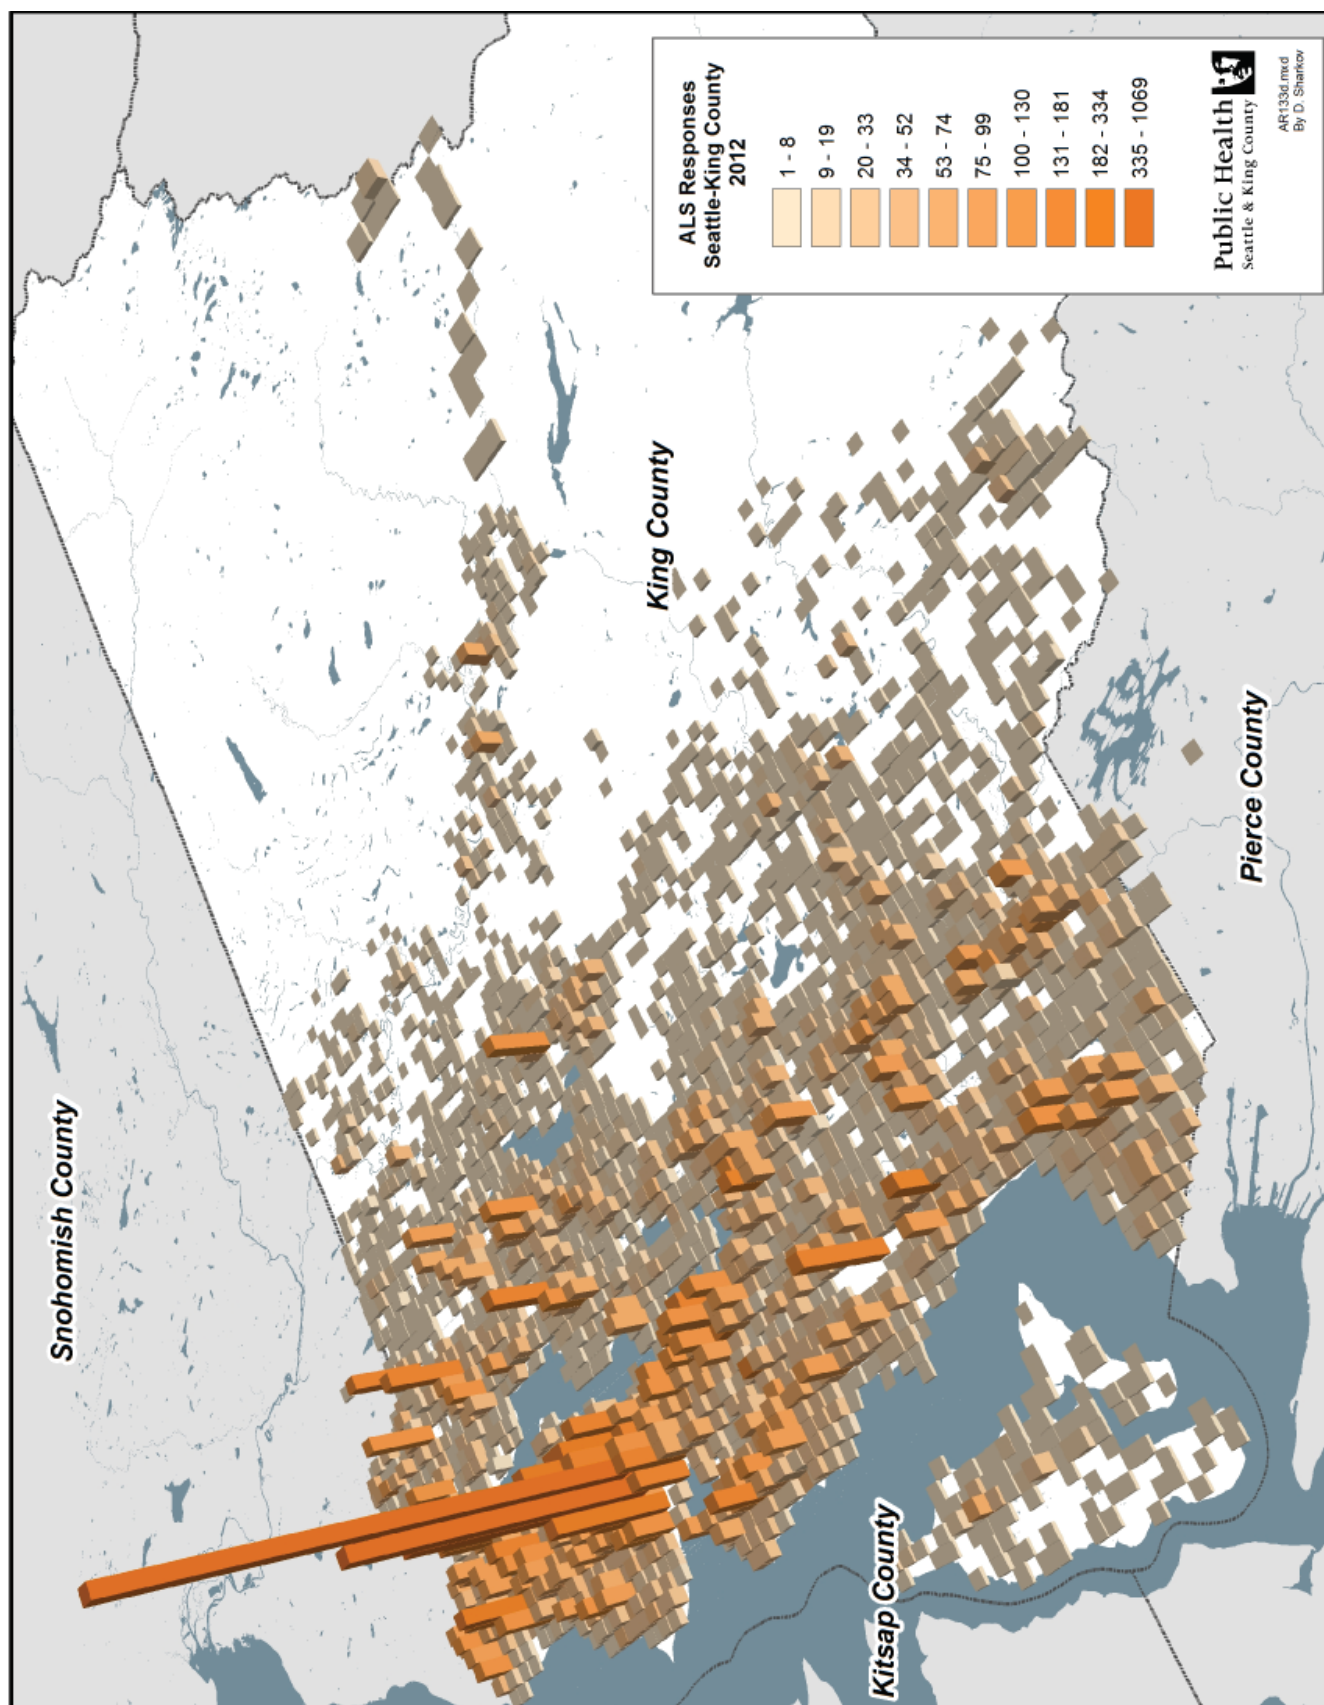 Snohomish County
King County
Pierce County
Kitsap County
ALS Responses
Seattle-King County
2012
1 - 8
9 - 19
20 - 33
34 - 52
53 - 74
75 - 99
100 - 130
131 - 181
182 - 334
335 - 1069
Public Health
Seattle & King County
AR133d.mxd
By D. Sharkov